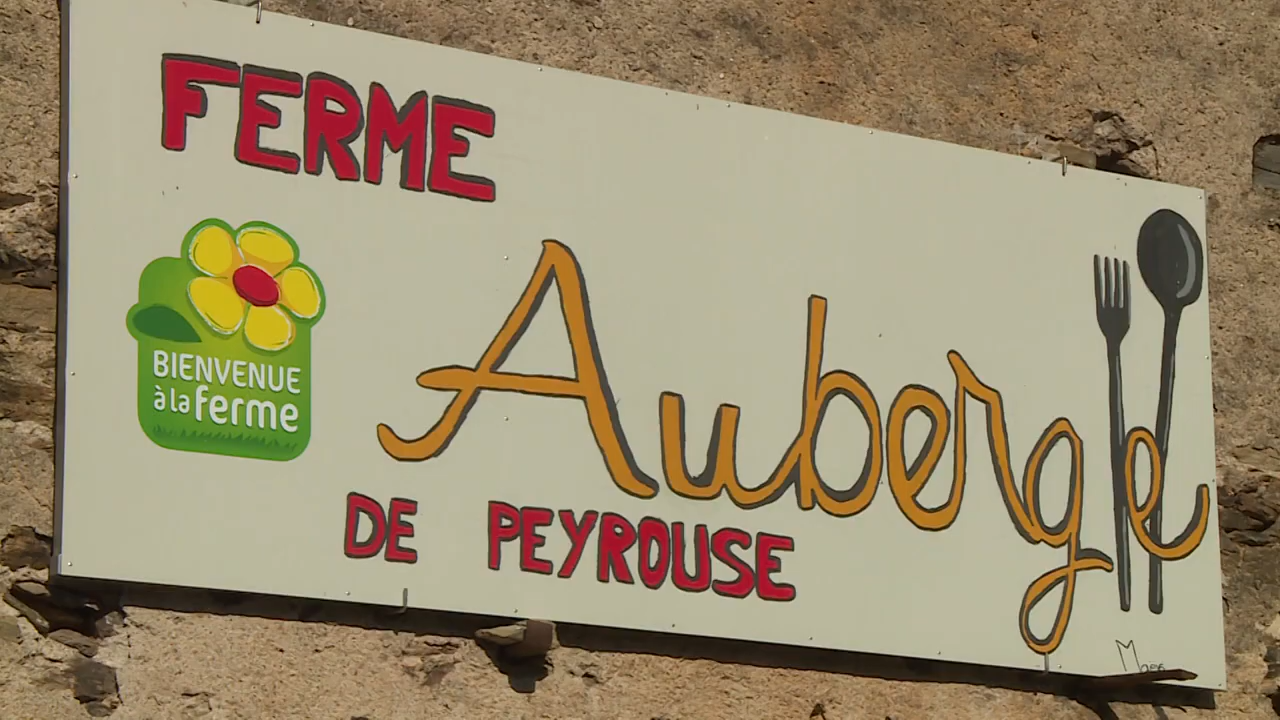 FERME
BIENVENUE
à la ferme
Auberge
DE PEYROUSE